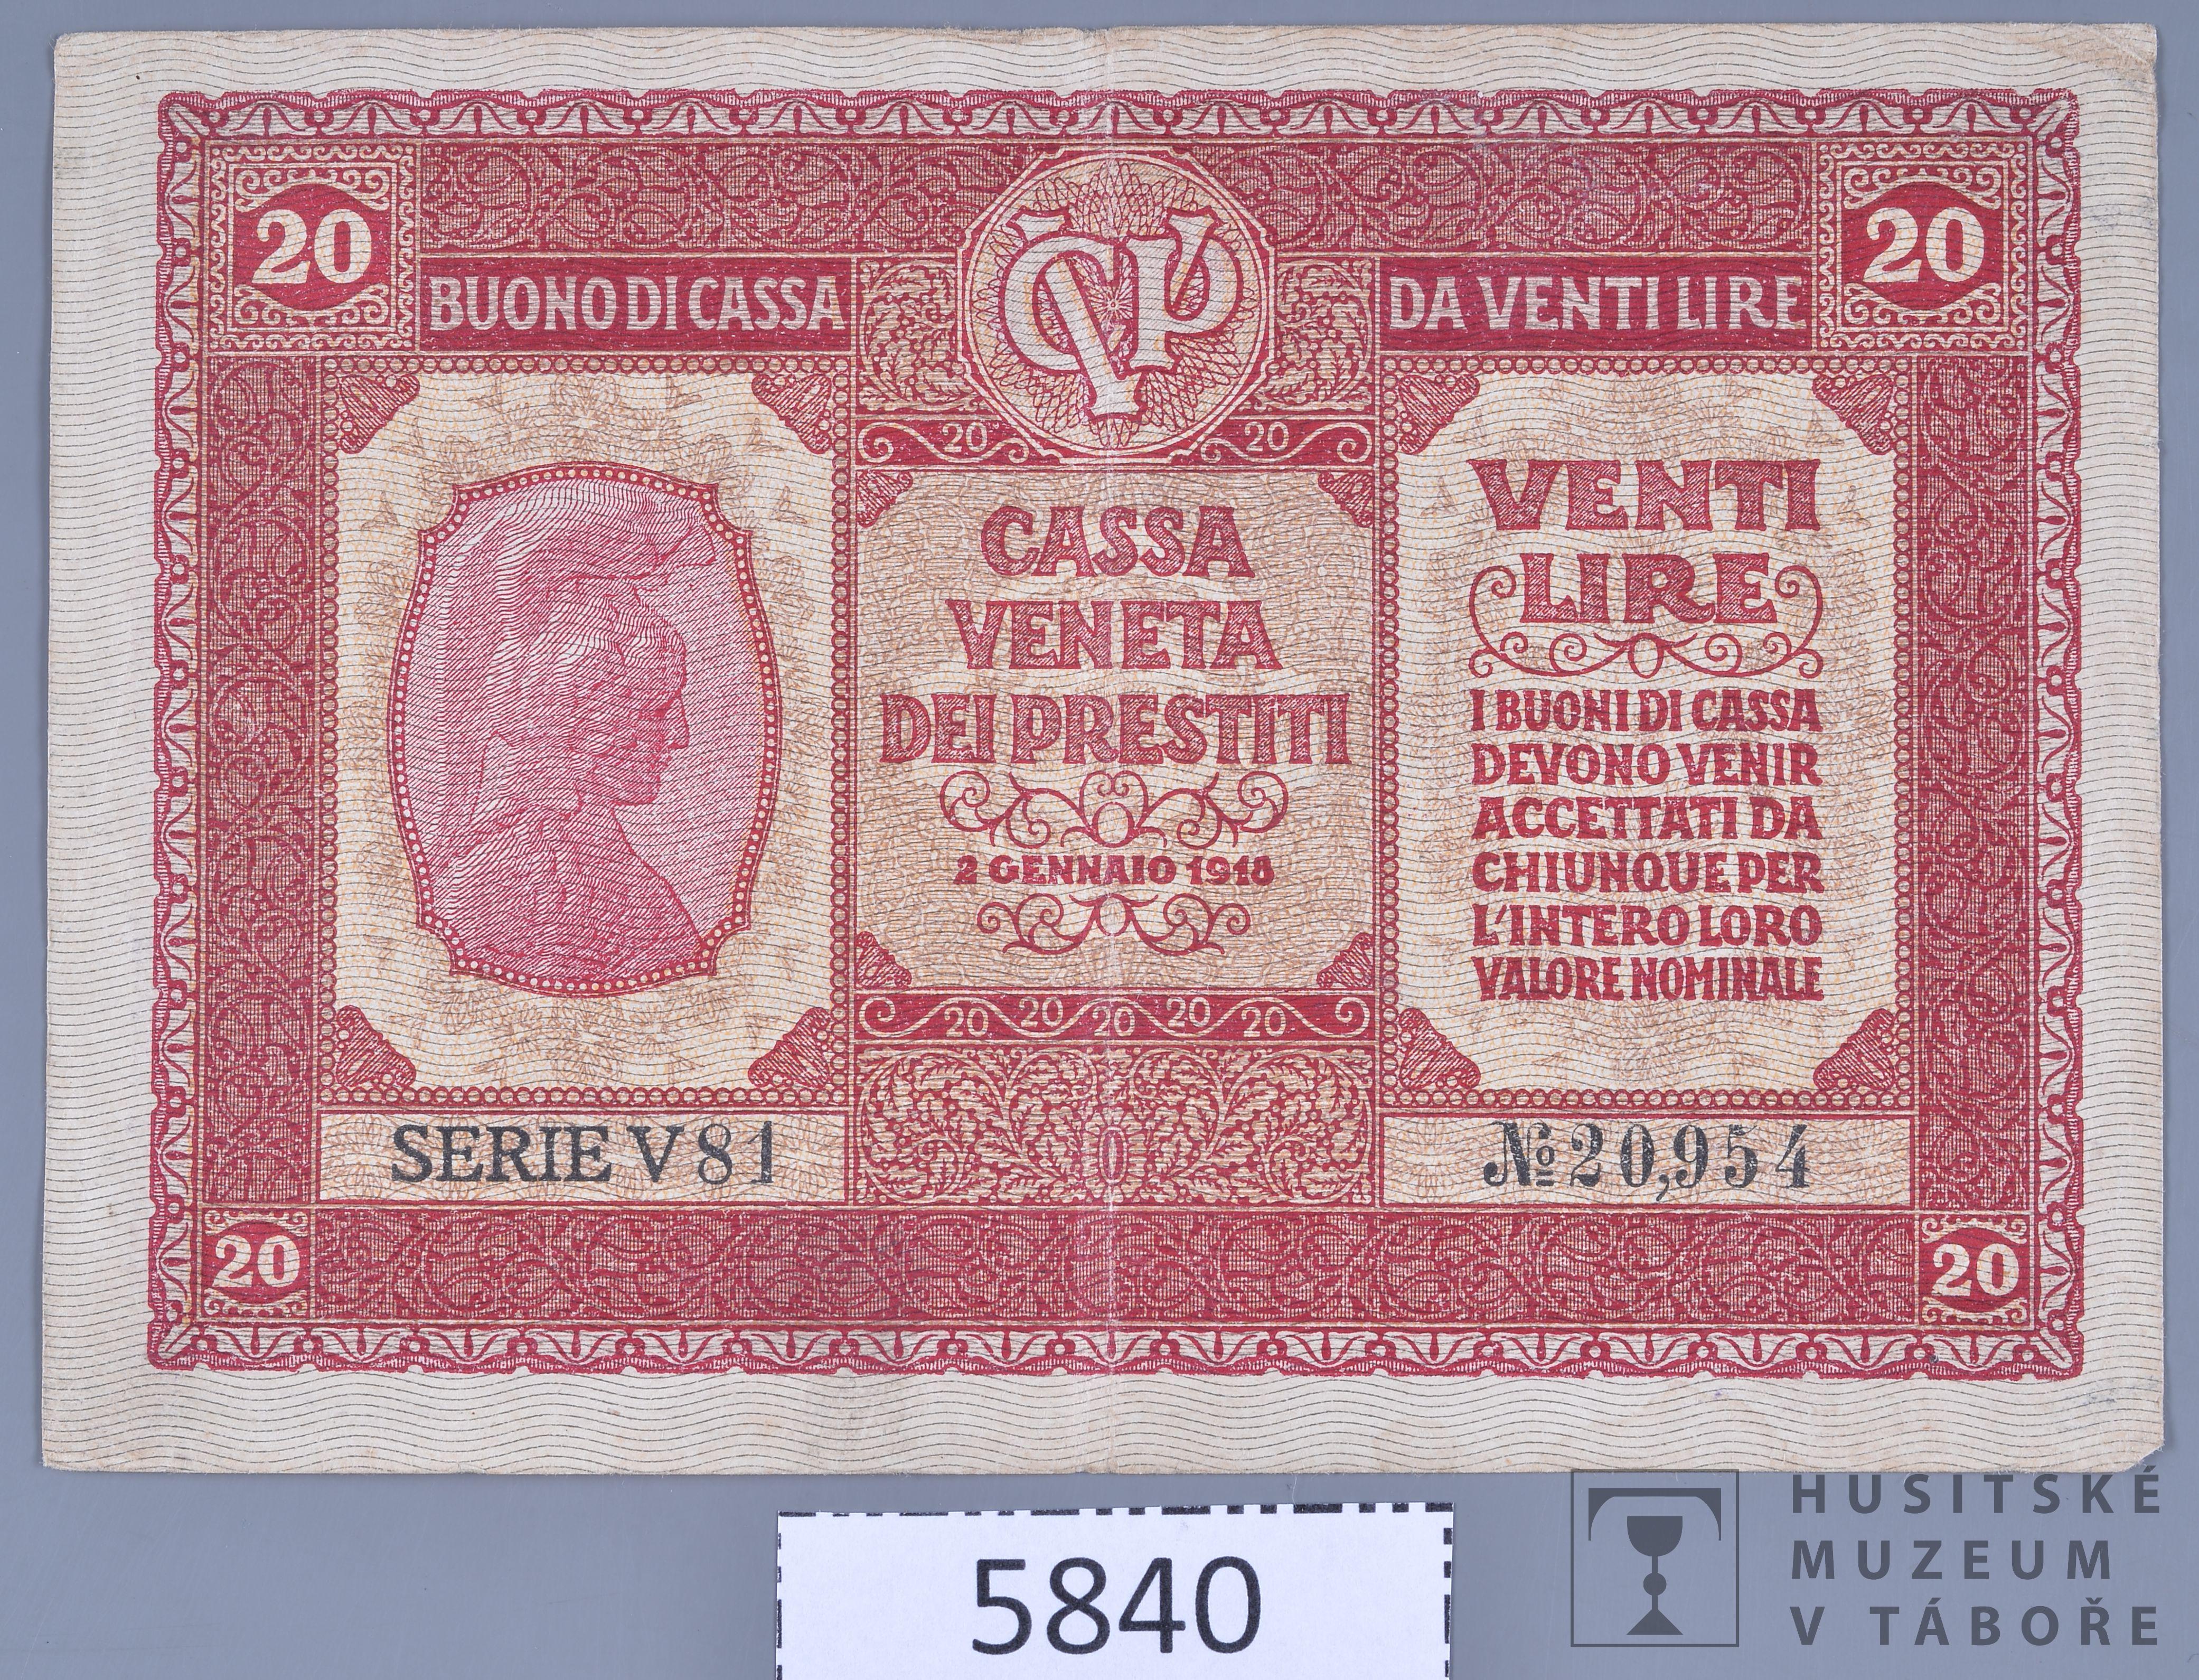 20
20
BUONO DI CASSA
CVP
DA VENTI LIRE
20 20
CASSA
VENETA
DEI PRESTITI
2 GENNAIO 1918
VENTI
LIRE
I BUONI DI CASSA
DEVONO VENIR
ACCETTATI DA
CHIUNQUE PER
L'INTERO LORO
VALORE NOMINALE
20 20 20 20 20
SERIE V 81
No 20,954
20
20
5840
HUSITSKÉ
MUZEUM
V TÁBOŘE